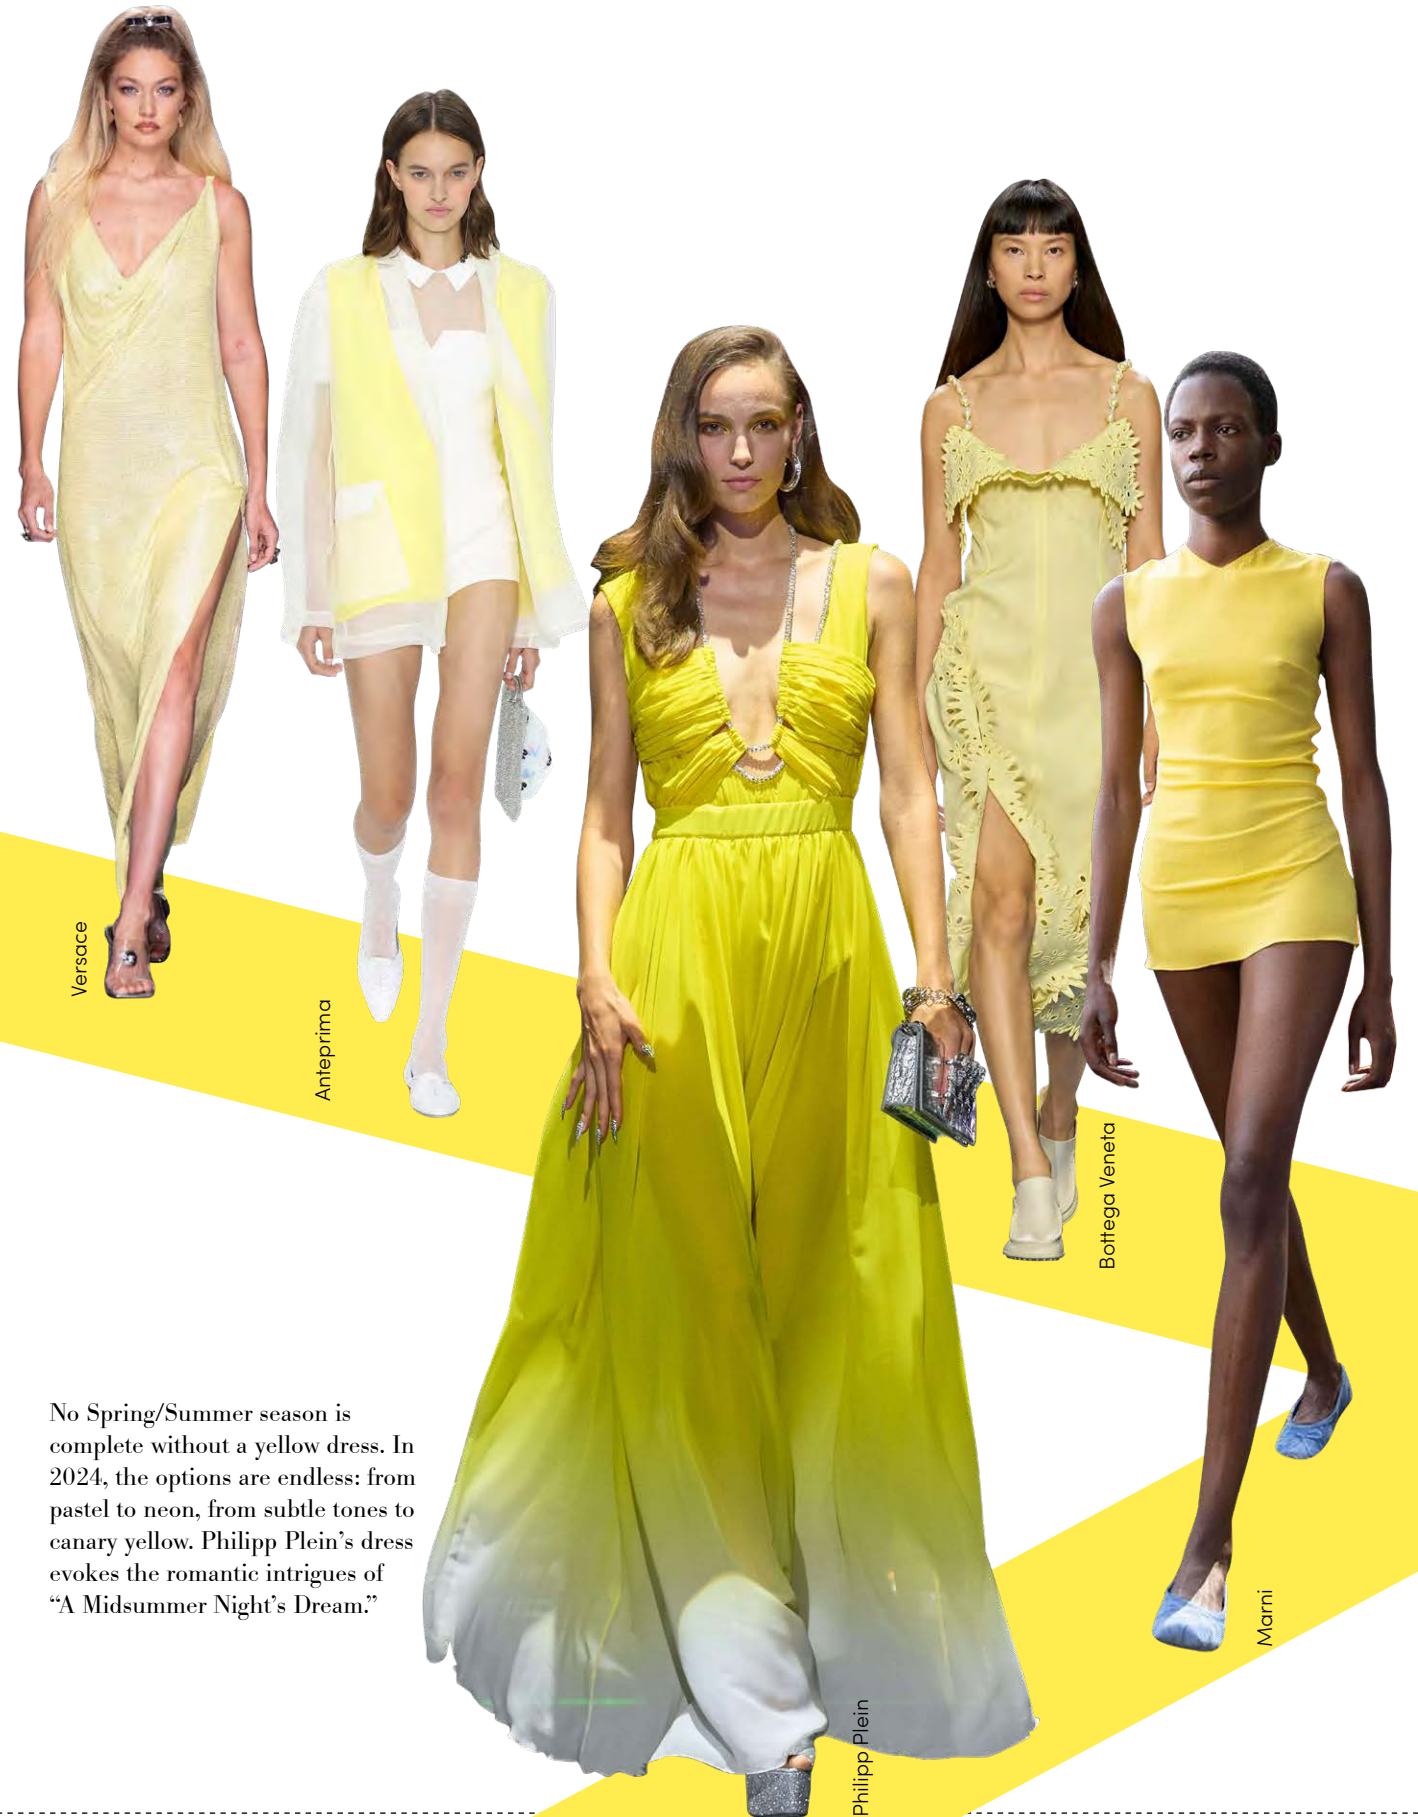 Versace
Anteprima
Bottega Veneta
No Spring/Summer season is
complete without a yellow dress. In
2024, the options are endless: from
pastel to neon, from subtle tones to
canary yellow. Philipp Plein’s dress
evokes the romantic intrigues of
“A Midsummer Night’s Dream.”
Marni
Philipp Plein